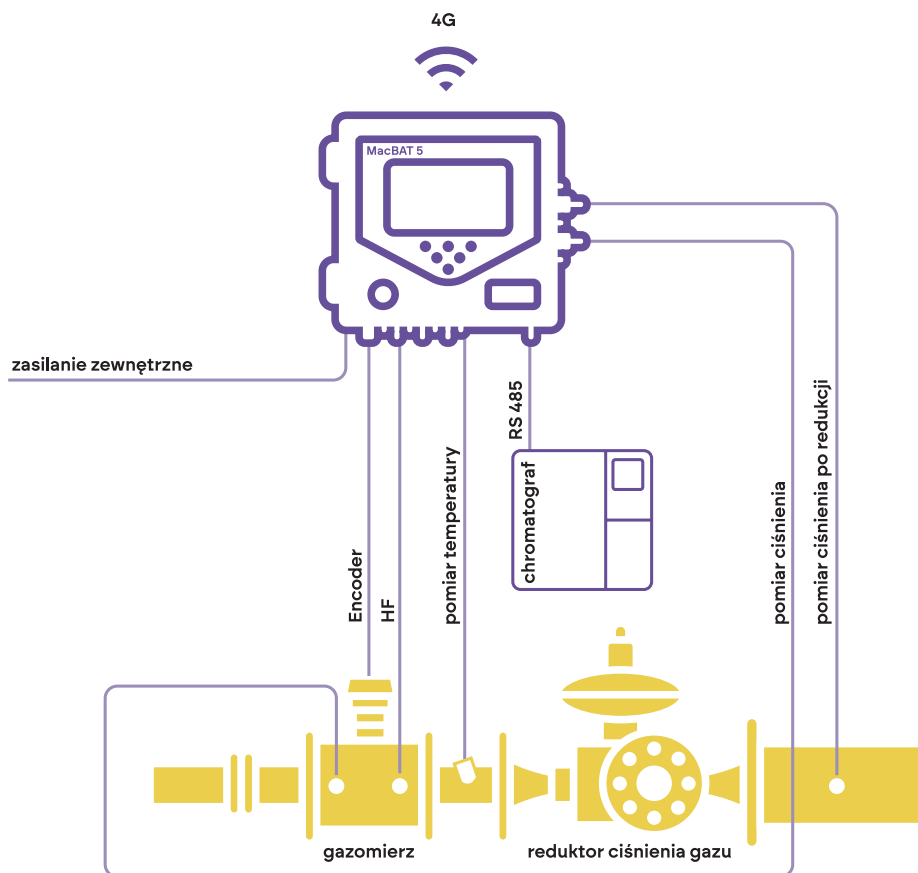 4G
MacBAT 5
zasilanie zewnętrzne
Encoder
HF
pomiar temperatury
RS 485
chromatograf
pomiar ciśnienia
pomiar ciśnienia po redukcji
gazomierz
reduktor ciśnienia gazu